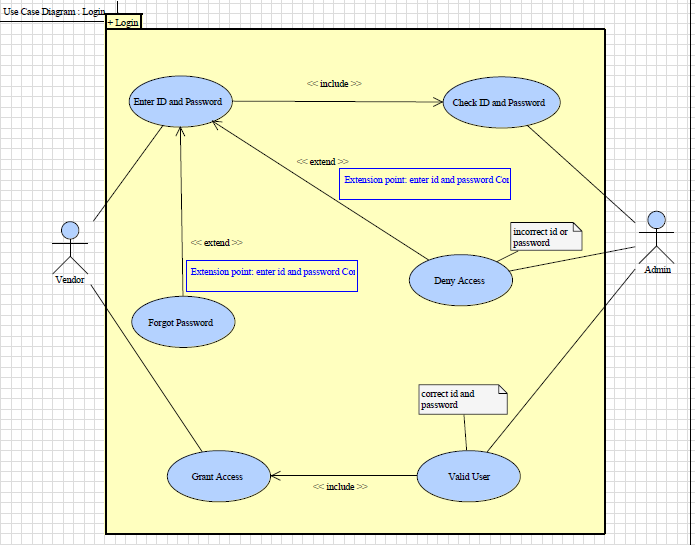 Use Case Diagram : Login
+ Login
<< include >>
Enter ID and Password
Check ID and Password
<< extend >>
Extension point: enter id and password Con
incorrect id or
password
<< extend >>
Extension point: enter id and password Con
Vendor
Admin
Deny Access
Forgot Password
correct id and
password
Grant Access
Valid User
<< include >>